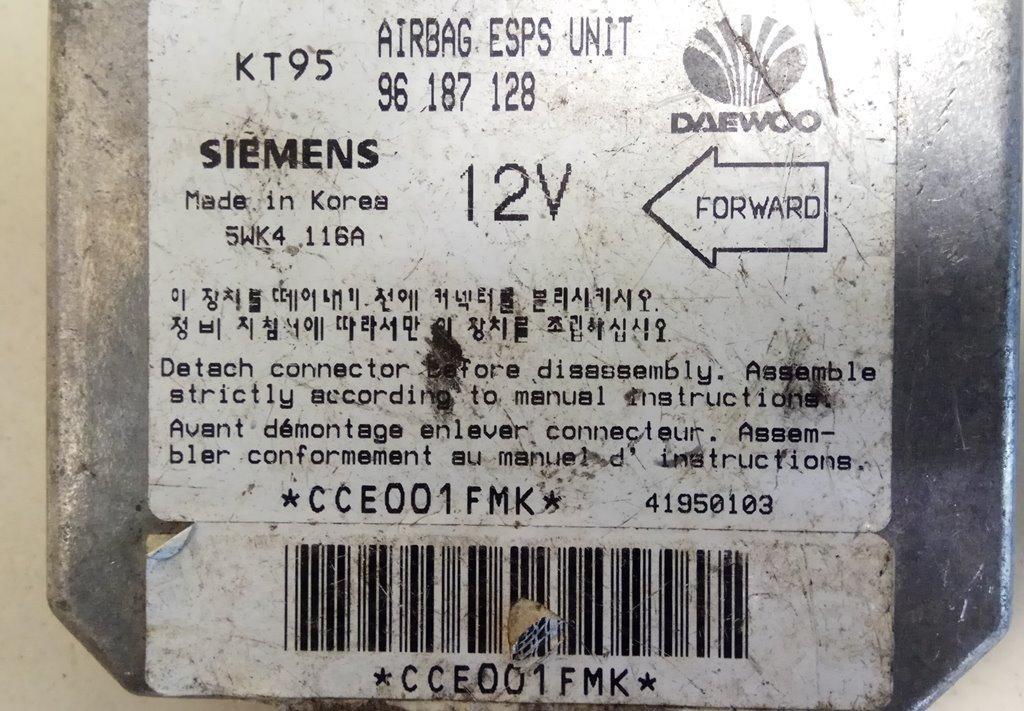 AIRBAG ESPS UNIT
KT95
96 187 128
DAEWOO
SIEMENS
12V
FORWARD
Made in Korea
5WK4 116A
이 장치를 떼어내기 전에 커넥터를 분리시키시오.
정비 지침서에 따라서만 이 장치를 조립하십시오
Detach connector before disassembly. Assemble
strictly according to manual instructions.
Avant démontage enlever connecteur. Assem-
bler conformement au manuel d' instructions.
*CCE001FMK*
41950103
*CCE001FMK*